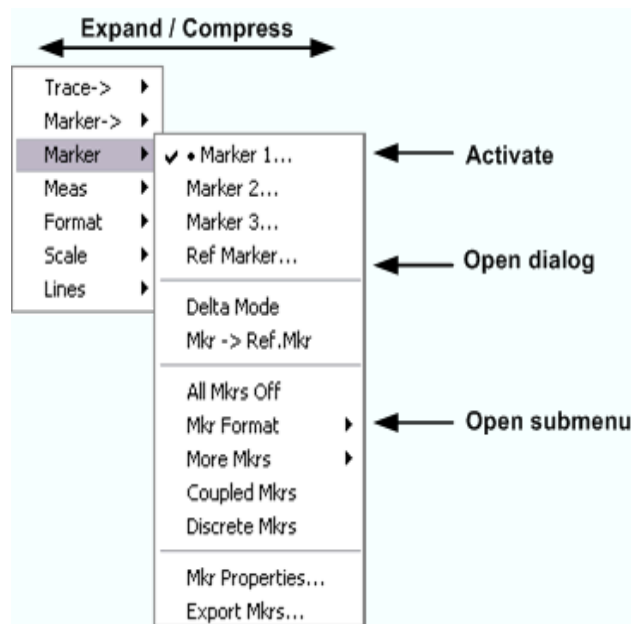 Expand / Compress
Trace->
Marker->
Marker
Meas
Format
Scale
Lines
• Marker 1...
Marker 2...
Marker 3...
Ref Marker...
Delta Mode
Mkr -> Ref.Mkr
All Mkrs Off
Mkr Format
More Mkrs
Coupled Mkrs
Discrete Mkrs
Mkr Properties...
Export Mkrs...
Activate
Open dialog
Open submenu